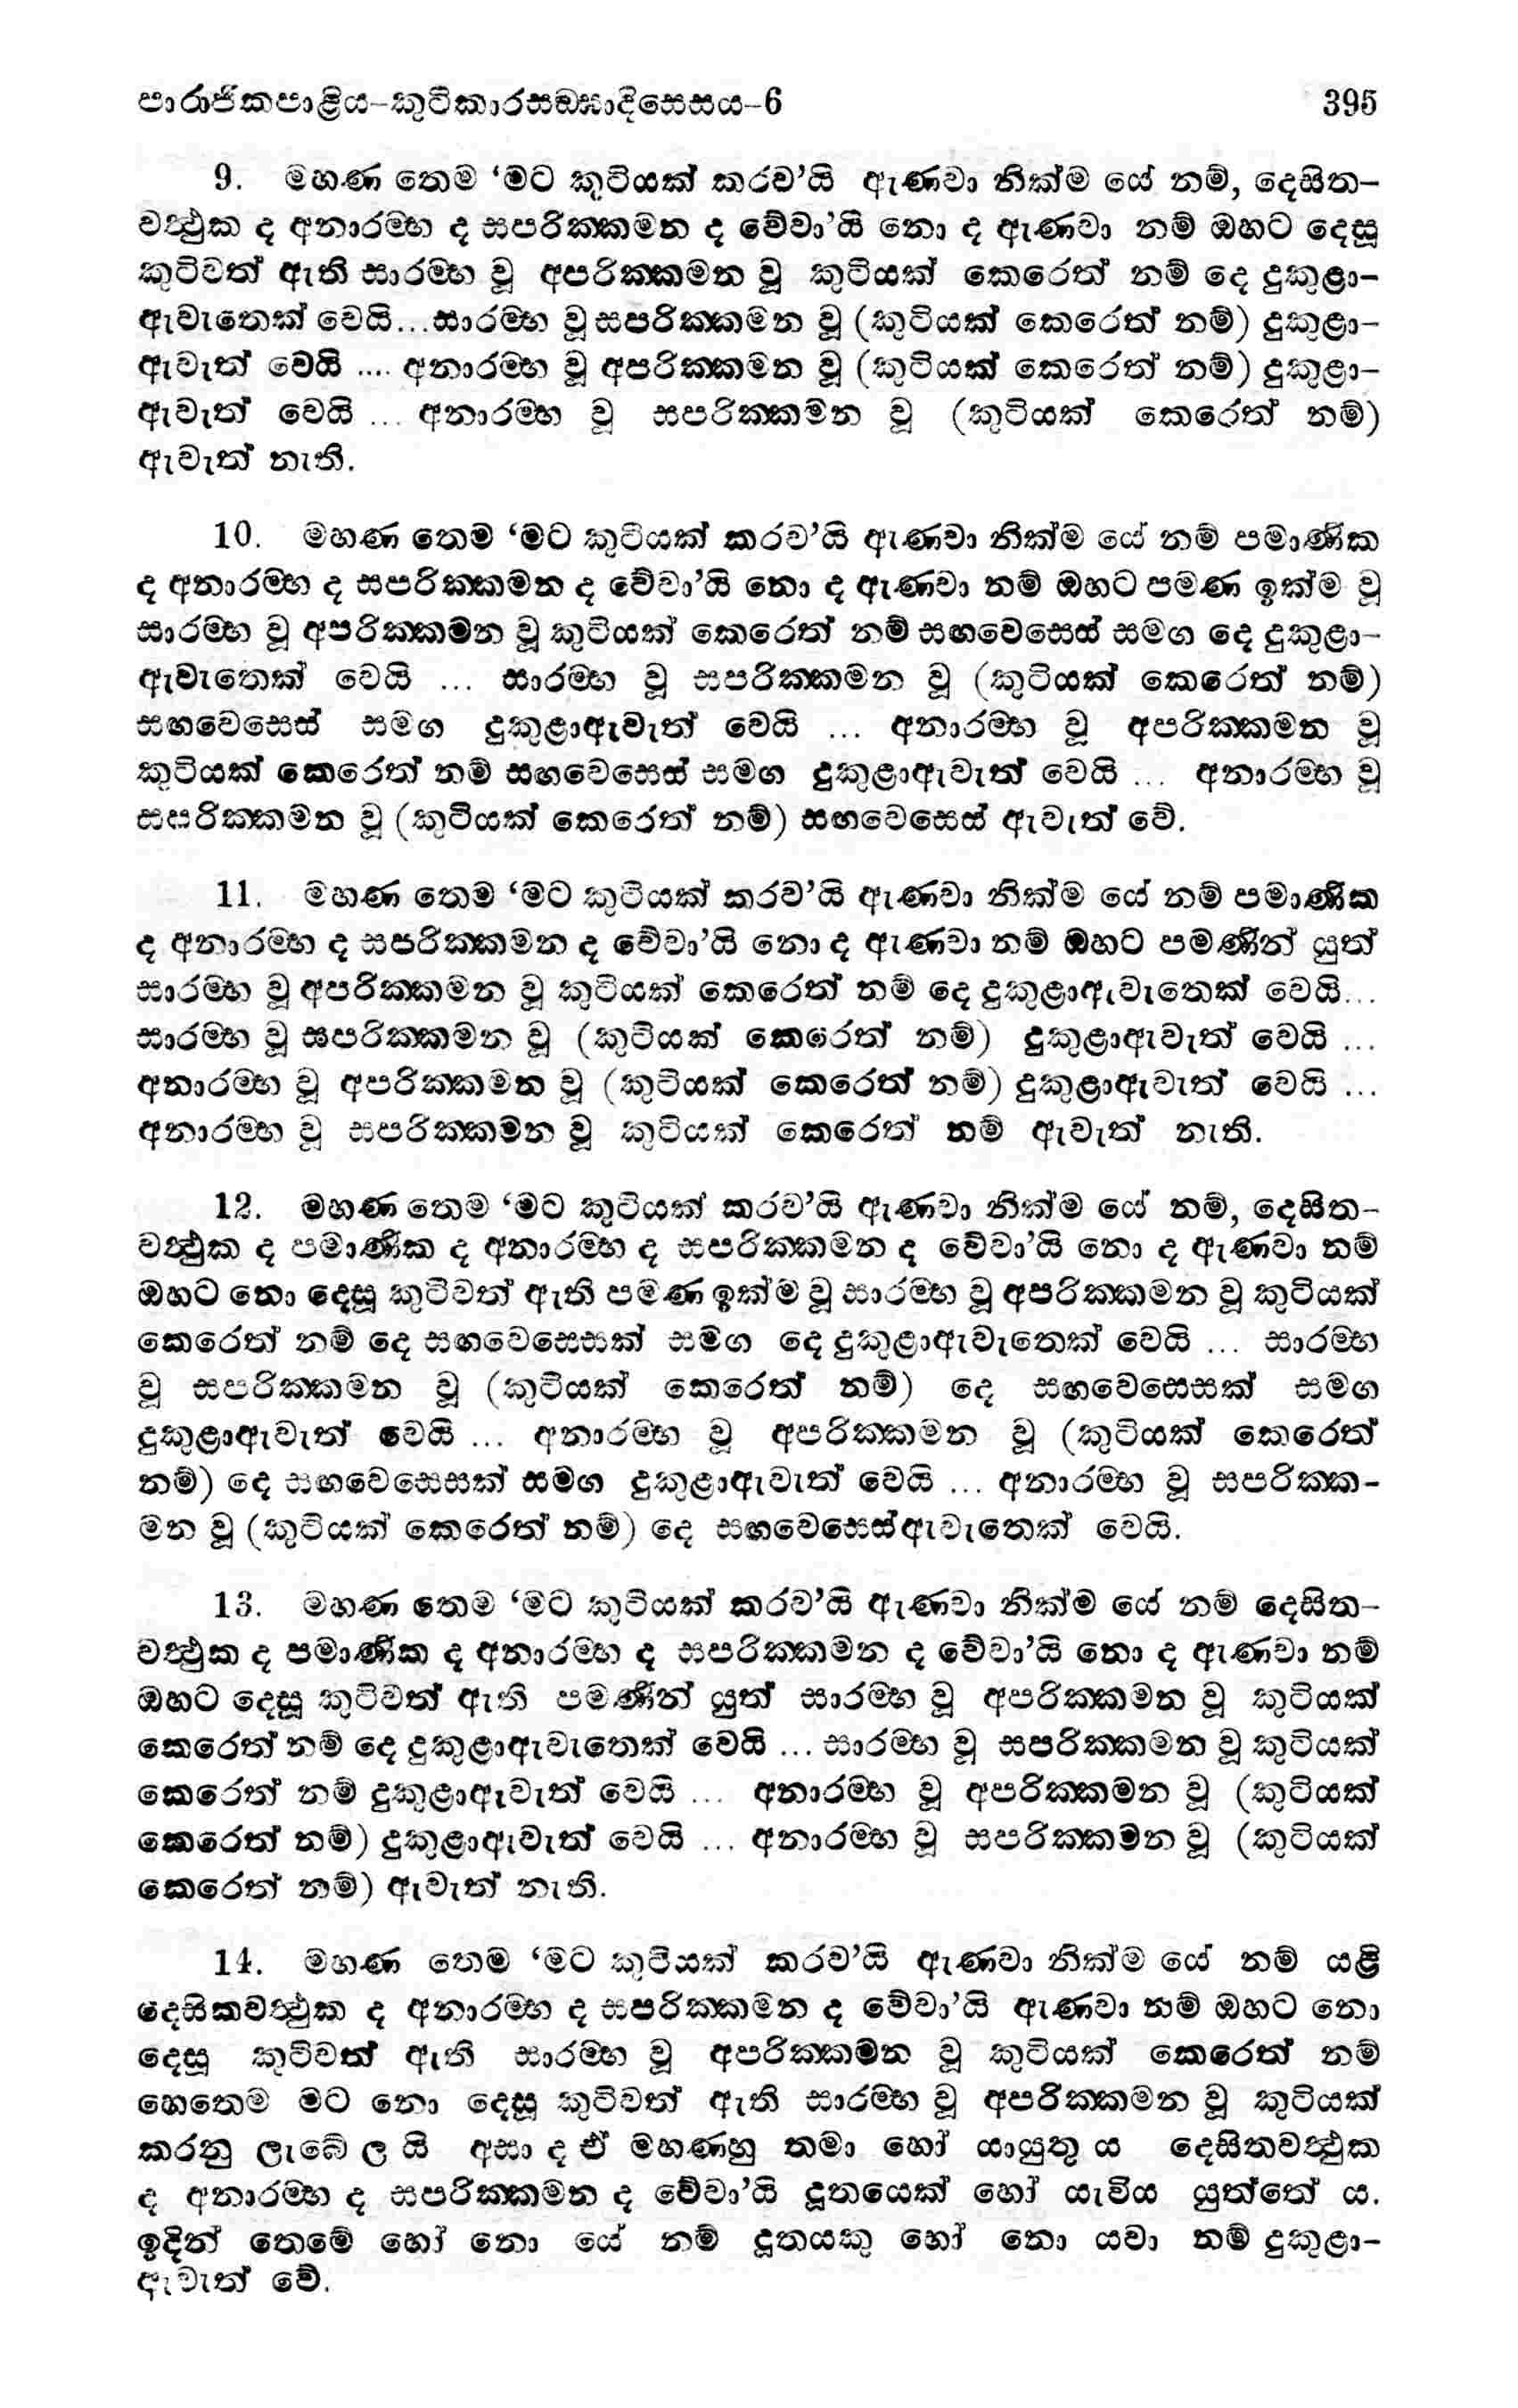 පාරාජිකපාළිය-කුටිකාරසඞ්ඝාදිසෙසය-6 395
9. මහණ තෙම ‘මට කුටියක් කරව’යි ඇණවා නික්ම යේ නම්, දෙසිත-
වත්‍ථුක ද අනාරම්භ ද සපරික්කමන ද වේවා’යි නො ද ඇණවා නම් ඔහට දෙසූ
කුටිවත් ඇති සාරම්භ වූ අපරික්කමන වූ කුටියක් කෙරෙත් නම් දෙ දුකුළා-
ඇවැතෙක් වෙයි...සාරම්භ වූ සපරික්කමන වූ (කුටියක් කෙරෙත් නම්) දුකුළා-
ඇවැත් වෙයි .... අනාරම්භ වූ අපරික්කමන වූ (කුටියක් කෙරෙත් නම්) දුකුළා-
ඇවැත් වෙයි ... අනාරම්භ වූ සපරික්කමන වූ (කුටියක් කෙරෙත් නම්)
ඇවැත් නැති.
10. මහණ තෙම ‘මට කුටියක් කරව’යි ඇණවා නික්ම යේ නම් පමාණික
ද අනාරම්භ ද සපරික්කමන ද වේවා’යි නො ද ඇණවා නම් ඔහට පමණ ඉක්ම වූ
සාරම්භ වූ අපරික්කමන වූ කුටියක් කෙරෙත් නම් සඟවෙසෙස් සමග දෙ දුකුළා-
ඇවැතෙක් වෙයි ... සාරම්භ වූ සපරික්කමන වූ (කුටියක් කෙරෙත් නම්)
සඟවෙසෙස් සමග දුකුළාඇවැත් වෙයි ... අනාරම්භ වූ අපරික්කමන වූ
කුටියක් කෙරෙත් නම් සඟවෙසෙස් සමග දුකුළාඇවැත් වෙයි ... අනාරම්භ වූ
සපරික්කමන වූ (කුටියක් කෙරෙත් නම්) සඟවෙසෙස් ඇවැත් වේ.
11. මහණ තෙම ‘මට කුටියක් කරව’යි ඇණවා නික්ම යේ නම් පමාණික
ද අනාරම්භ ද සපරික්කමන ද වේවා’යි නො ද ඇණවා නම් ඔහට පමණින් යුත්
සාරම්භ වූ අපරික්කමන වූ කුටියක් කෙරෙත් නම් දෙ දුකුළාඇවැතෙක් වෙයි...
සාරම්භ වූ සපරික්කමන වූ (කුටියක් කෙරෙත් නම්) දුකුළාඇවැත් වෙයි ...
අනාරම්භ වූ අපරික්කමන වූ (කුටියක් කෙරෙත් නම්) දුකුළාඇවැත් වෙයි ...
අනාරම්භ වූ සපරික්කමන වූ කුටියක් කෙරෙත් නම් ඇවැත් නැති.
12. මහණ තෙම ‘මට කුටියක් කරව’යි ඇණවා නික්ම යේ නම්, දෙසිත-
වත්‍ථුක ද පමාණික ද අනාරම්භ ද සපරික්කමන ද වේවා’යි නො ද ඇණවා නම්
ඔහට නො දෙසූ කුටිවත් ඇති පමණ ඉක්ම වූ සාරම්භ වූ අපරික්කමන වූ කුටියක්
කෙරෙත් නම් දෙ සඟවෙසෙසක් සමග දෙ දුකුළාඇවැතෙක් වෙයි ... සාරම්භ
වූ සපරික්කමන වූ (කුටියක් කෙරෙත් නම්) දෙ සඟවෙසෙසක් සමග
දුකුළාඇවැත් වෙයි ... අනාරම්භ වූ අපරික්කමන වූ (කුටියක් කෙරෙත්
නම්) දෙ සඟවෙසෙසක් සමග දුකුළාඇවැත් වෙයි ... අනාරම්භ වූ සපරික්ක-
මන වූ (කුටියක් කෙරෙත් නම්) දෙ සඟවෙසෙස්ඇවැතෙක් වෙයි.
13. මහණ තෙම ‘මට කුටියක් කරව’යි ඇණවා නික්ම යේ නම් දෙසිත-
වත්‍ථුක ද පමාණික ද අනාරම්භ ද සපරික්කමන ද වේවා’යි නො ද ඇණවා නම්
ඔහට දෙසූ කුටිවත් ඇති පමණින් යුත් සාරම්භ වූ අපරික්කමන වූ කුටියක්
කෙරෙත් නම් දෙ දුකුළාඇවැතෙක් වෙයි ... සාරම්භ වූ සපරික්කමන වූ කුටියක්
කෙරෙත් නම් දුකුළාඇවැත් වෙයි ... අනාරම්භ වූ අපරික්කමන වූ (කුටියක්
කෙරෙත් නම්) දුකුළාඇවැත් වෙයි ... අනාරම්භ වූ සපරික්කමන වූ (කුටියක්
කෙරෙත් නම්) ඇවැත් නැති.
14. මහණ තෙම ‘මට කුටියක් කරව’යි ඇණවා නික්ම යේ නම් යළි
දෙසිකවත්‍ථුක ද අනාරම්භ ද සපරික්කමන ද වේවා’යි ඇණවා නම් ඔහට නො
දෙසූ කුටිවත් ඇති සාරම්භ වූ අපරික්කමන වූ කුටියක් කෙරෙත් නම්
හෙතෙම මට නො දෙසූ කුටිවත් ඇති සාරම්භ වූ අපරික්කමන වූ කුටියක්
කරනු ලැබේ ල යි අසා ද ඒ මහණහු තමා හෝ යායුතු ය දෙසිතවත්‍ථුක
ද අනාරම්භ ද සපරික්කමන ද වේවා’යි දූතයෙක් හෝ යැවිය යුත්තේ ය.
ඉදින් තෙමේ හෝ නො යේ නම් දූතයකු හෝ නො යවා නම් දුකුළා-
ඇවැත් වේ.